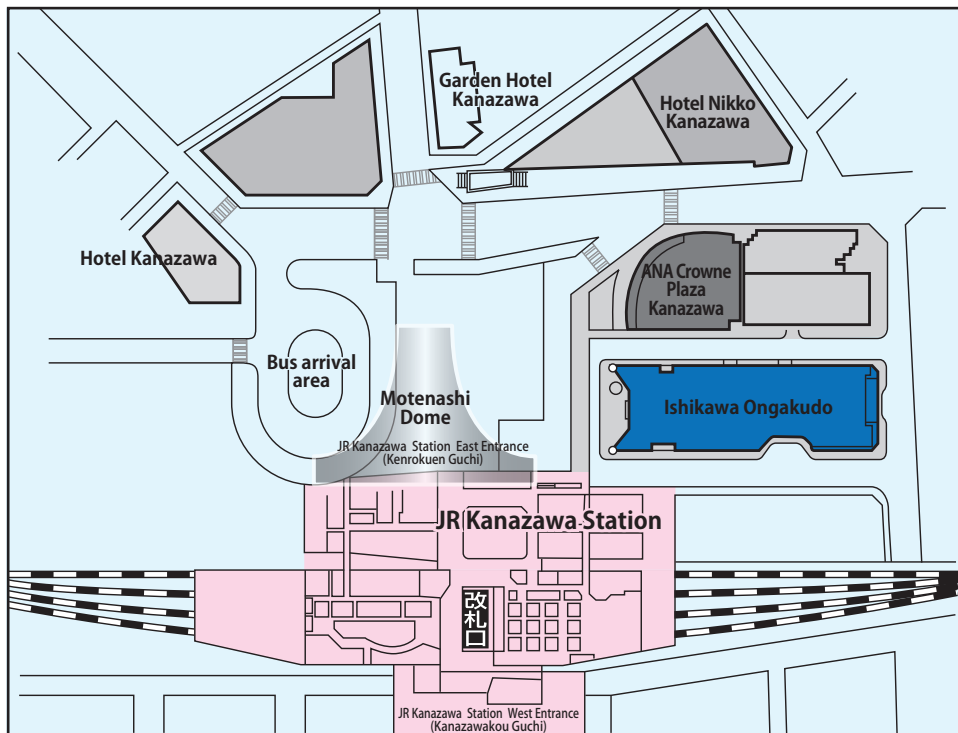 Garden Hotel
Kanazawa
Hotel Nikko
Kanazawa
Hotel Kanazawa
ANA Crowne
Plaza
Kanazawa
Bus arrival
area
Motenashi
Dome
Ishikawa Ongakudo
JR Kanazawa Station East Entrance
(Kenrokuen Guchi)
JR Kanazawa Station
改札口
JR Kanazawa Station West Entrance
(Kanazawakou Guchi)